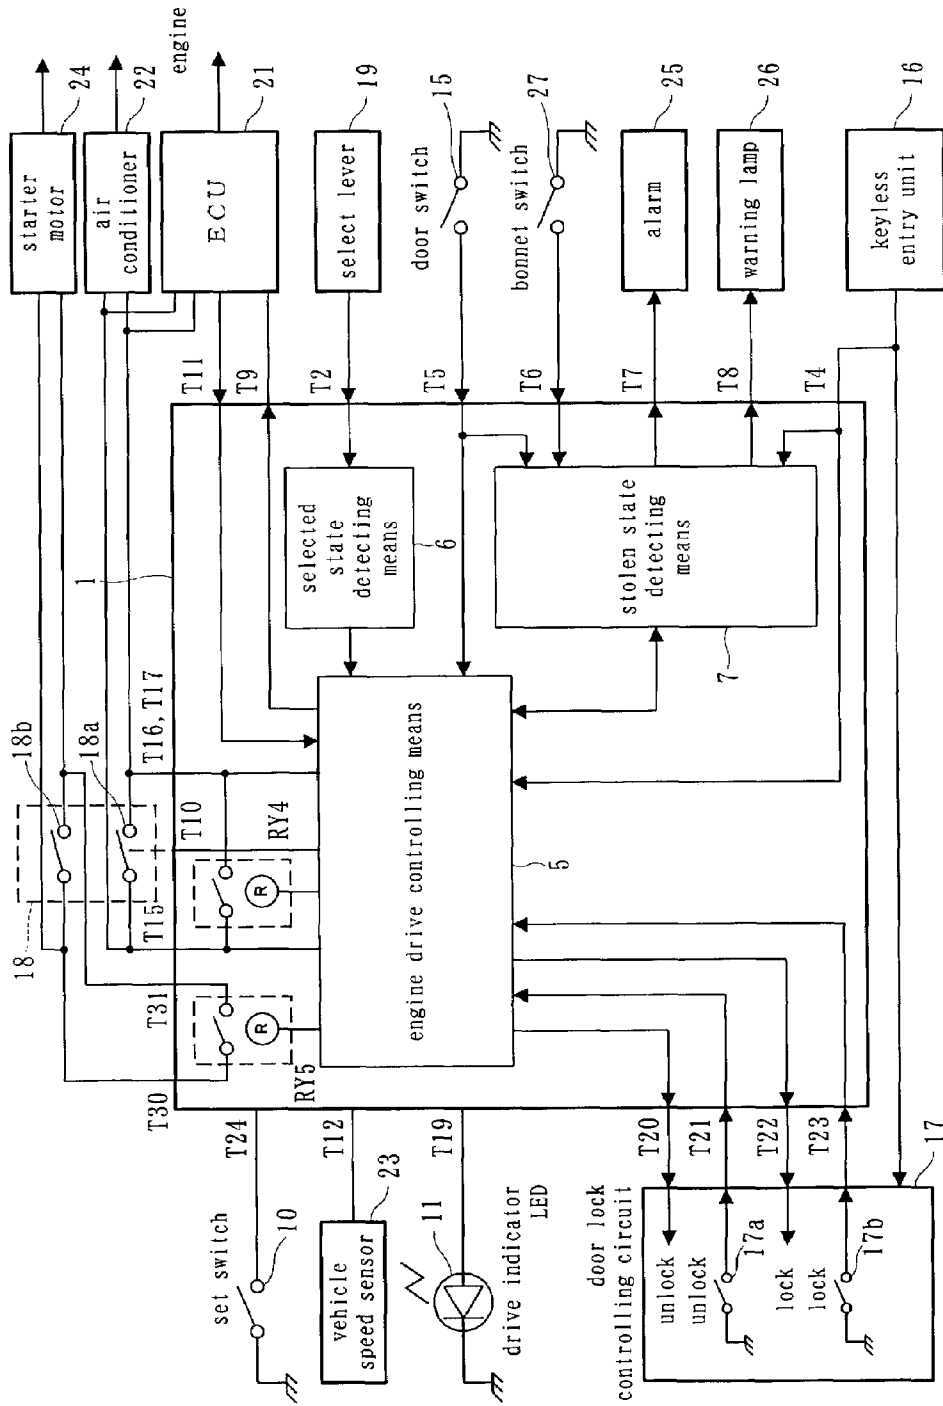 starter
motor
24
air
conditioner
22
engine
ECU
21
select lever
19
door switch
15
bonnet switch
27
alarm
25
warning lamp
26
keyless
entry unit
16
T11
T9
T2
T5
T6
T7
T8
T4
1
selected
state
detecting
means
6
stolen state
detecting
means
7
18b
18a
18
T16, T17
T10
RY4
T15
R
T31
R
T30
RY5
engine drive controlling means
5
T24
T12
T19
T20
T21
T22
T23
set switch
10
vehicle
speed sensor
23
11
drive indicator
LED
door lock
controlling circuit
17
unlock
unlock
17a
lock
lock
17b